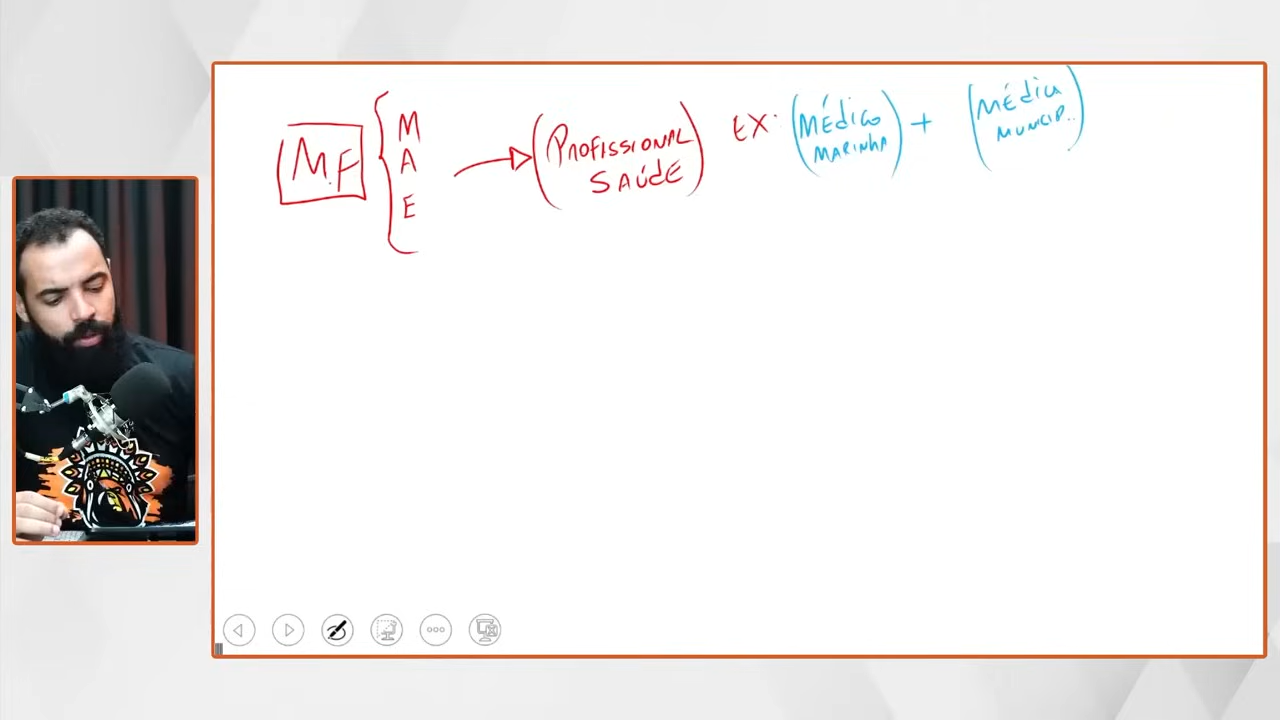 M.F
M
A
E
(PROFISSIONAL
SAÚDE)
EX:
(MÉDICO
MARINHA)
+
(MÉDICO
MUNICIP..)